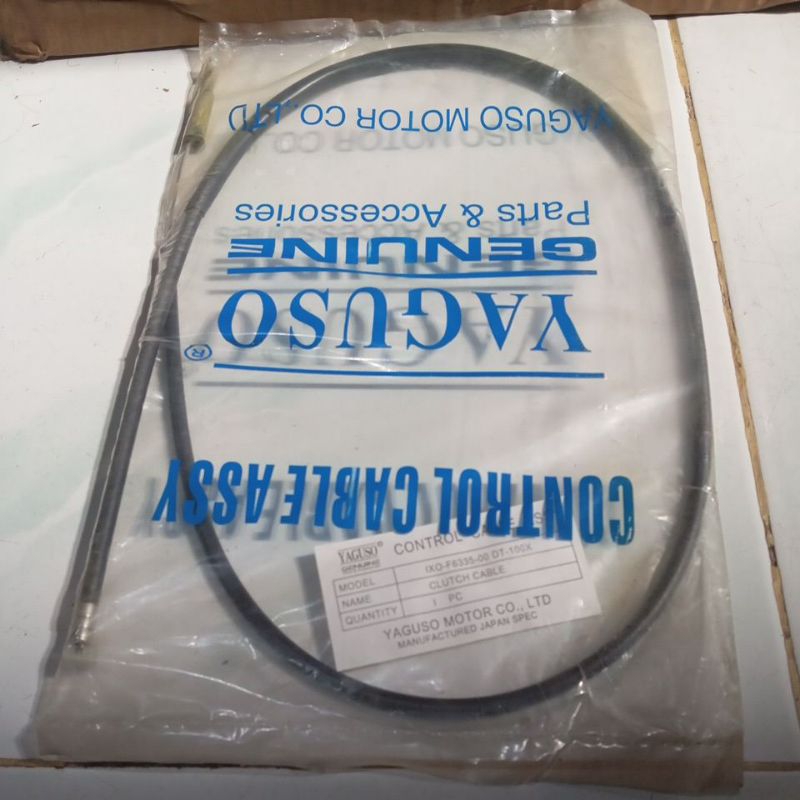 CONTROL CABLE ASSY
YAGUSO®
GENUINE
Parts & Accessories
YAGUSO MOTOR CO.,LTD
YAGUSO®
GENUINE
CONTROL
MODEL IXO-F6335-00 DT-100X
NAME CLUTCH CABLE
QUANTITY 1 PC
YAGUSO MOTOR CO., LTD
MANUFACTURED JAPAN SPEC